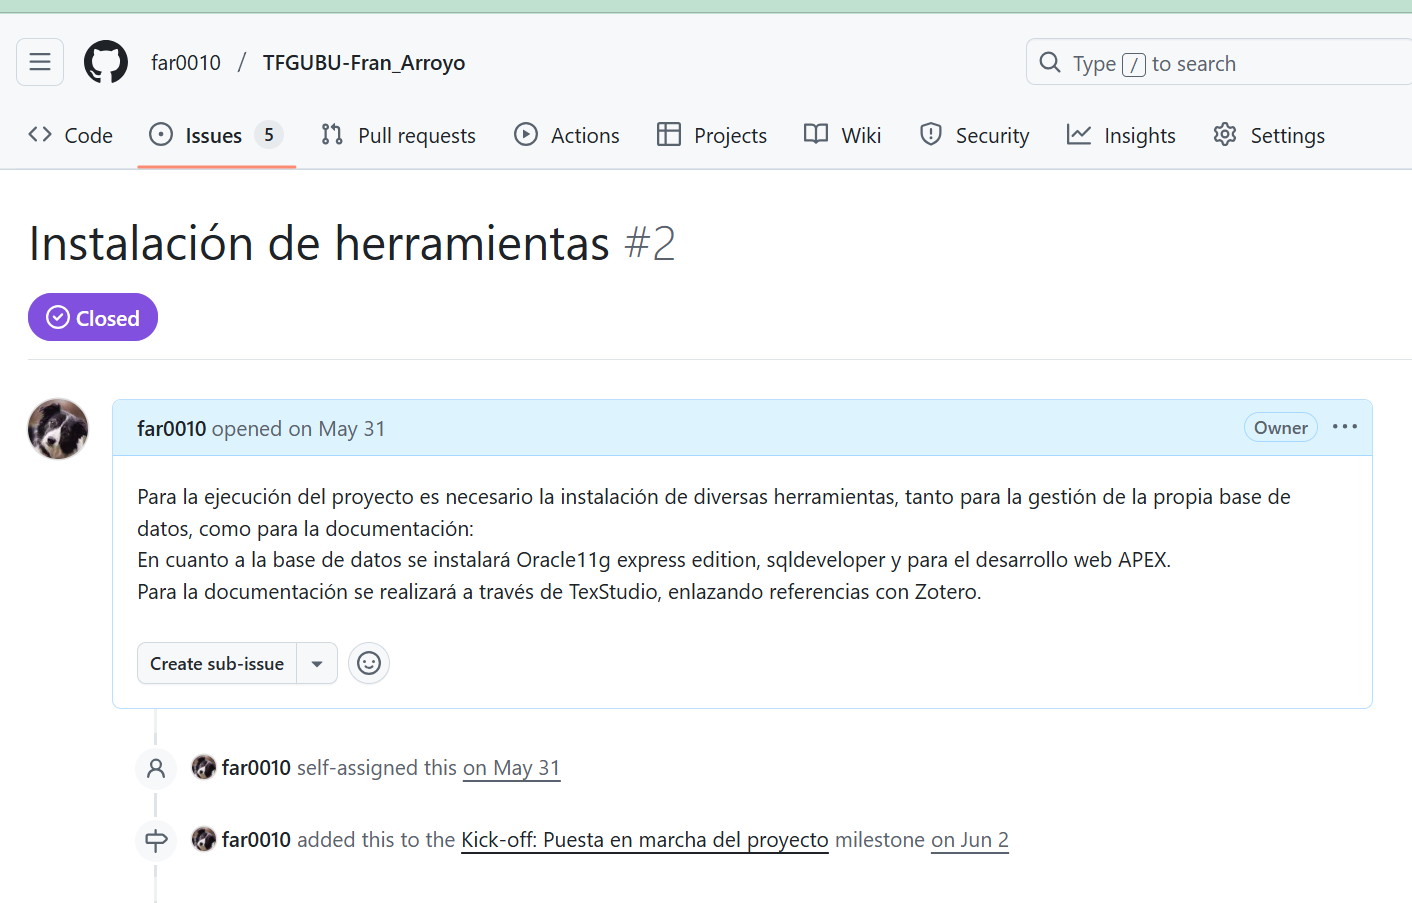 far0010 / TFGUBU-Fran_Arroyo
Type / to search
Code Issues 5 Pull requests Actions Projects Wiki Security Insights Settings
Instalación de herramientas #2
Closed
far0010 opened on May 31
Owner
Para la ejecución del proyecto es necesario la instalación de diversas herramientas, tanto para la gestión de la propia base de
datos, como para la documentación:
En cuanto a la base de datos se instalará Oracle11g express edition, sqldeveloper y para el desarrollo web APEX.
Para la documentación se realizará a través de TexStudio, enlazando referencias con Zotero.
Create sub-issue
far0010 self-assigned this on May 31
far0010 added this to the Kick-off: Puesta en marcha del proyecto milestone on Jun 2